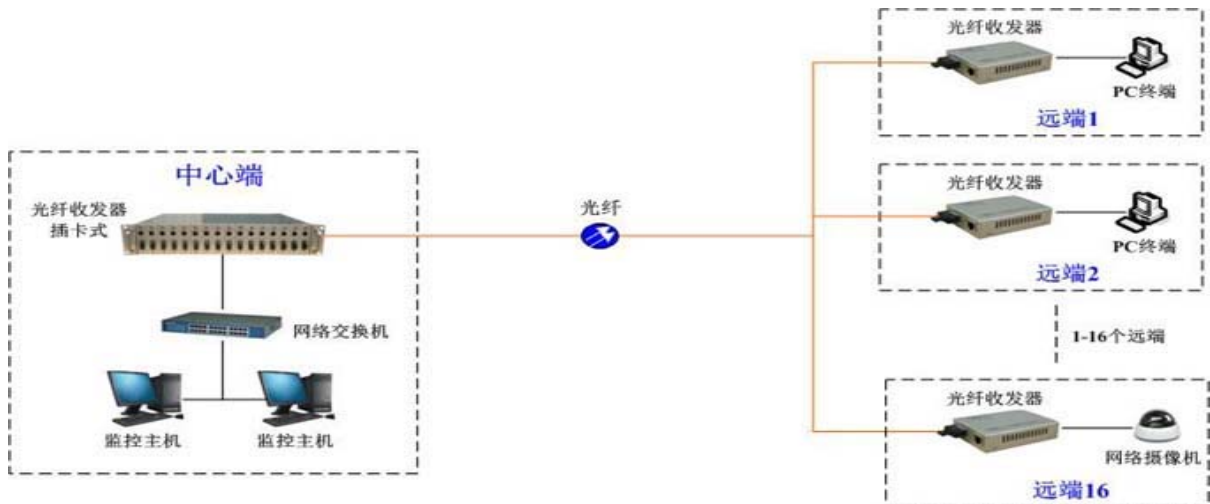 中心端
光纤收发器
插卡式
网络交换机
监控主机
监控主机
光纤
光纤收发器
PC终端
远端1
光纤收发器
PC终端
远端2
1-16个远端
光纤收发器
网络摄像机
远端16